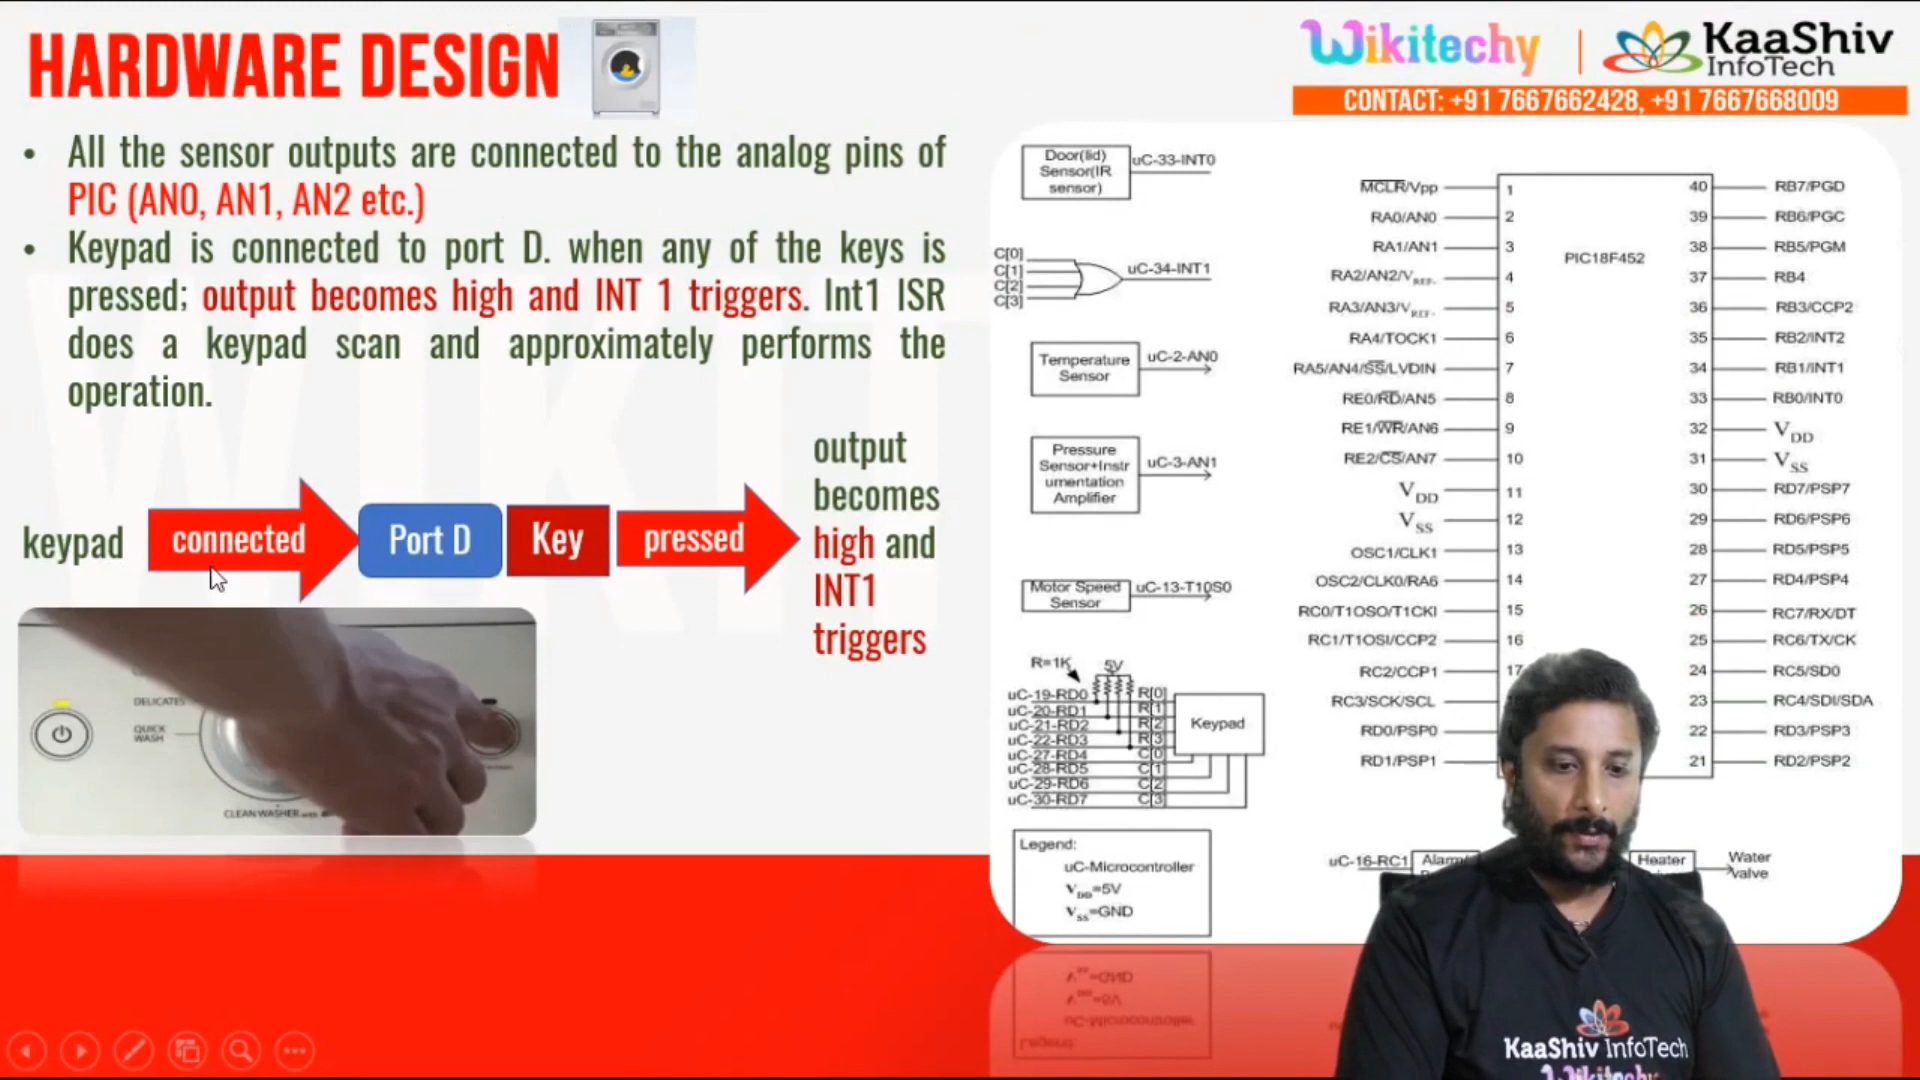 HARDWARE DESIGN
Wikitechy
KaaShiv
InfoTech
CONTACT: +91 7667662428, +91 7667668009
• All the sensor outputs are connected to the analog pins of
PIC (AN0, AN1, AN2 etc.)
• Keypad is connected to port D. when any of the keys is
pressed; output becomes high and INT 1 triggers. Int1 ISR
does a keypad scan and approximately performs the
operation.
keypad
connected
Port D
Key
pressed
output
becomes
high and
INT1
triggers
DELICATES
QUICK
WASH
CLEAN WASHER
Door(lid)
Sensor(IR
sensor)
uC-33-INT0
C[0]
C[1]
C[2]
C[3]
uC-34-INT1
Temperature
Sensor
uC-2-AN0
Pressure
Sensor+Instr
umentation
Amplifier
uC-3-AN1
Motor Speed
Sensor
uC-13-T10S0
R=1K
5V
uC-19-RD0
uC-20-RD1
uC-21-RD2
uC-22-RD3
uC-27-RD4
uC-28-RD5
uC-29-RD6
uC-30-RD7
R[0]
R[1]
R[2]
R[3]
C[0]
C[1]
C[2]
C[3]
Keypad
Legend:
uC-Microcontroller
VDD=5V
VSS=GND
PIC18F452
MCLR/Vpp 1
RA0/AN0 2
RA1/AN1 3
RA2/AN2/VREF- 4
RA3/AN3/VREF- 5
RA4/TOCK1 6
RA5/AN4/SS/LVDIN 7
RE0/RD/AN5 8
RE1/WR/AN6 9
RE2/CS/AN7 10
VDD 11
VSS 12
OSC1/CLK1 13
OSC2/CLK0/RA6 14
RC0/T1OSO/T1CKI 15
RC1/T1OSI/CCP2 16
RC2/CCP1 17
RC3/SCK/SCL
RD0/PSP0
RD1/PSP1
40 RB7/PGD
39 RB6/PGC
38 RB5/PGM
37 RB4
36 RB3/CCP2
35 RB2/INT2
34 RB1/INT1
33 RB0/INT0
32 VDD
31 VSS
30 RD7/PSP7
29 RD6/PSP6
28 RD5/PSP5
27 RD4/PSP4
26 RC7/RX/DT
25 RC6/TX/CK
24 RC5/SD0
23 RC4/SDI/SDA
22 RD3/PSP3
21 RD2/PSP2
uC-16-RC1
Alarm/
Heater
Water
valve
KaaShiv InfoTech
Wikitechy